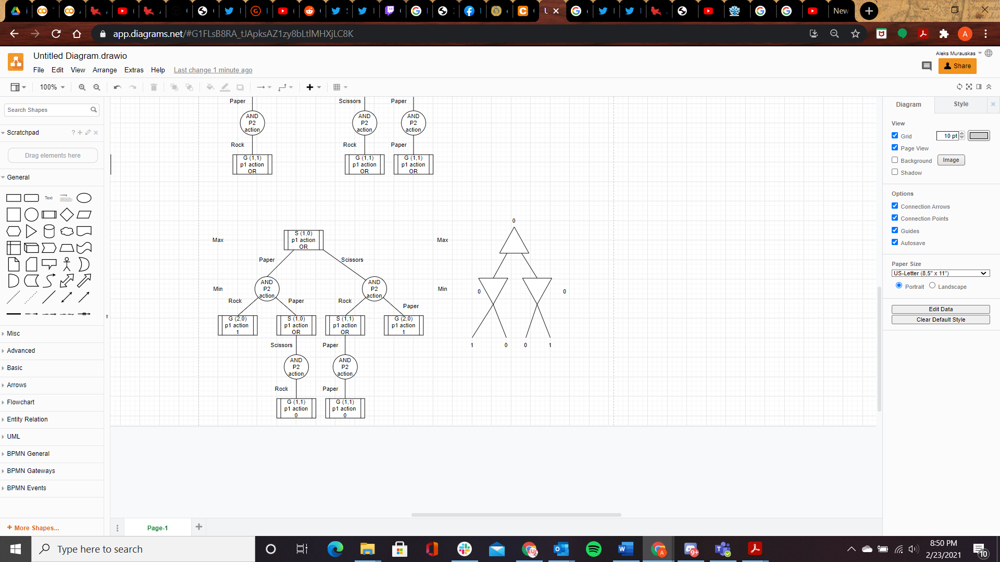 New
app.diagrams.net/#G1FLsB8RA_tJApksAZ1zy8bLtlMHXjLC8K
Untitled Diagram.drawio
Aleks Murauskas
File Edit View Arrange Extras Help Last change 1 minute ago
Share
100%
Search Shapes
Scratchpad
Drag elements here
General
Text
Misc
Advanced
Basic
Arrows
Flowchart
Entity Relation
UML
BPMN General
BPMN Gateways
BPMN Events
+ More Shapes...
Paper
Scissors
Paper
AND
P2
action
AND
P2
action
AND
P2
action
Rock
Rock
Paper
G (1,1)
p1 action
OR
G (1,1)
p1 action
OR
G (1,1)
p1 action
OR
Max
S (1,0)
p1 action
OR
Paper
Scissors
Min
AND
P2
action
AND
P2
action
Rock
Paper
Rock
Paper
G (2,0)
p1 action
1
S (1,0)
p1 action
OR
S (1,1)
p1 action
OR
G (2,0)
p1 action
1
Scissors
Paper
AND
P2
action
AND
P2
action
Rock
Paper
G (1,1)
p1 action
0
G (1,1)
p1 action
0
0
Max
Min
0
0
1
0
0
1
Page-1
Diagram
Style
View
Grid
10 pt
Page View
Background
Image
Shadow
Options
Connection Arrows
Connection Points
Guides
Autosave
Paper Size
US-Letter (8,5" x 11")
Portrait
Landscape
Edit Data
Clear Default Style
Type here to search
8:50 PM
2/23/2021
10